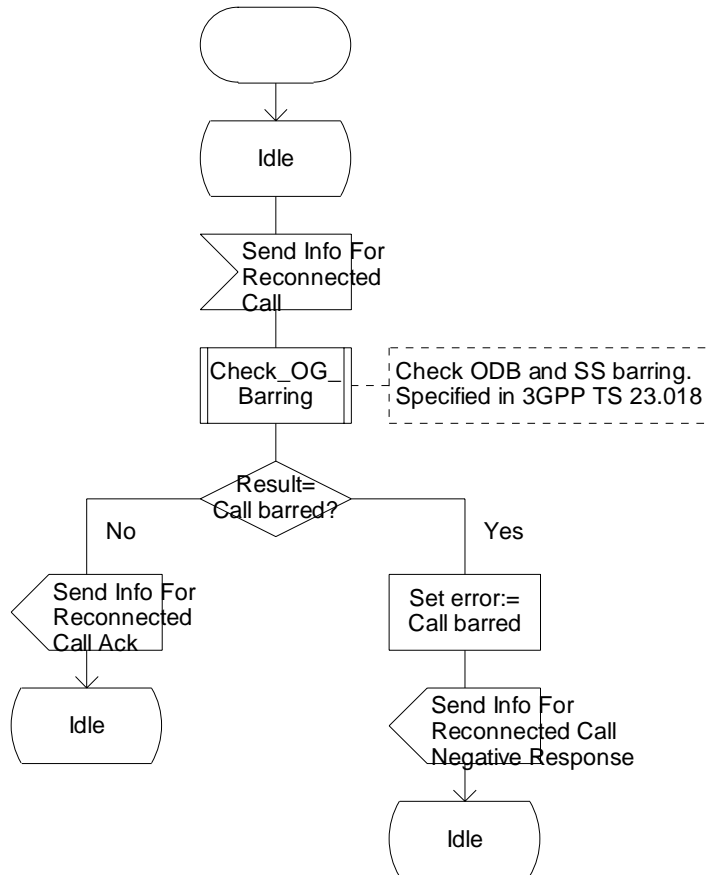 Idle
Send Info For
Reconnected
Call
Check_OG_
Barring
Check ODB and SS barring.
Specified in 3GPP TS 23.018
Result=
Call barred?
No
Yes
Send Info For
Reconnected
Call Ack
Set error:=
Call barred
Idle
Send Info For
Reconnected Call
Negative Response
Idle